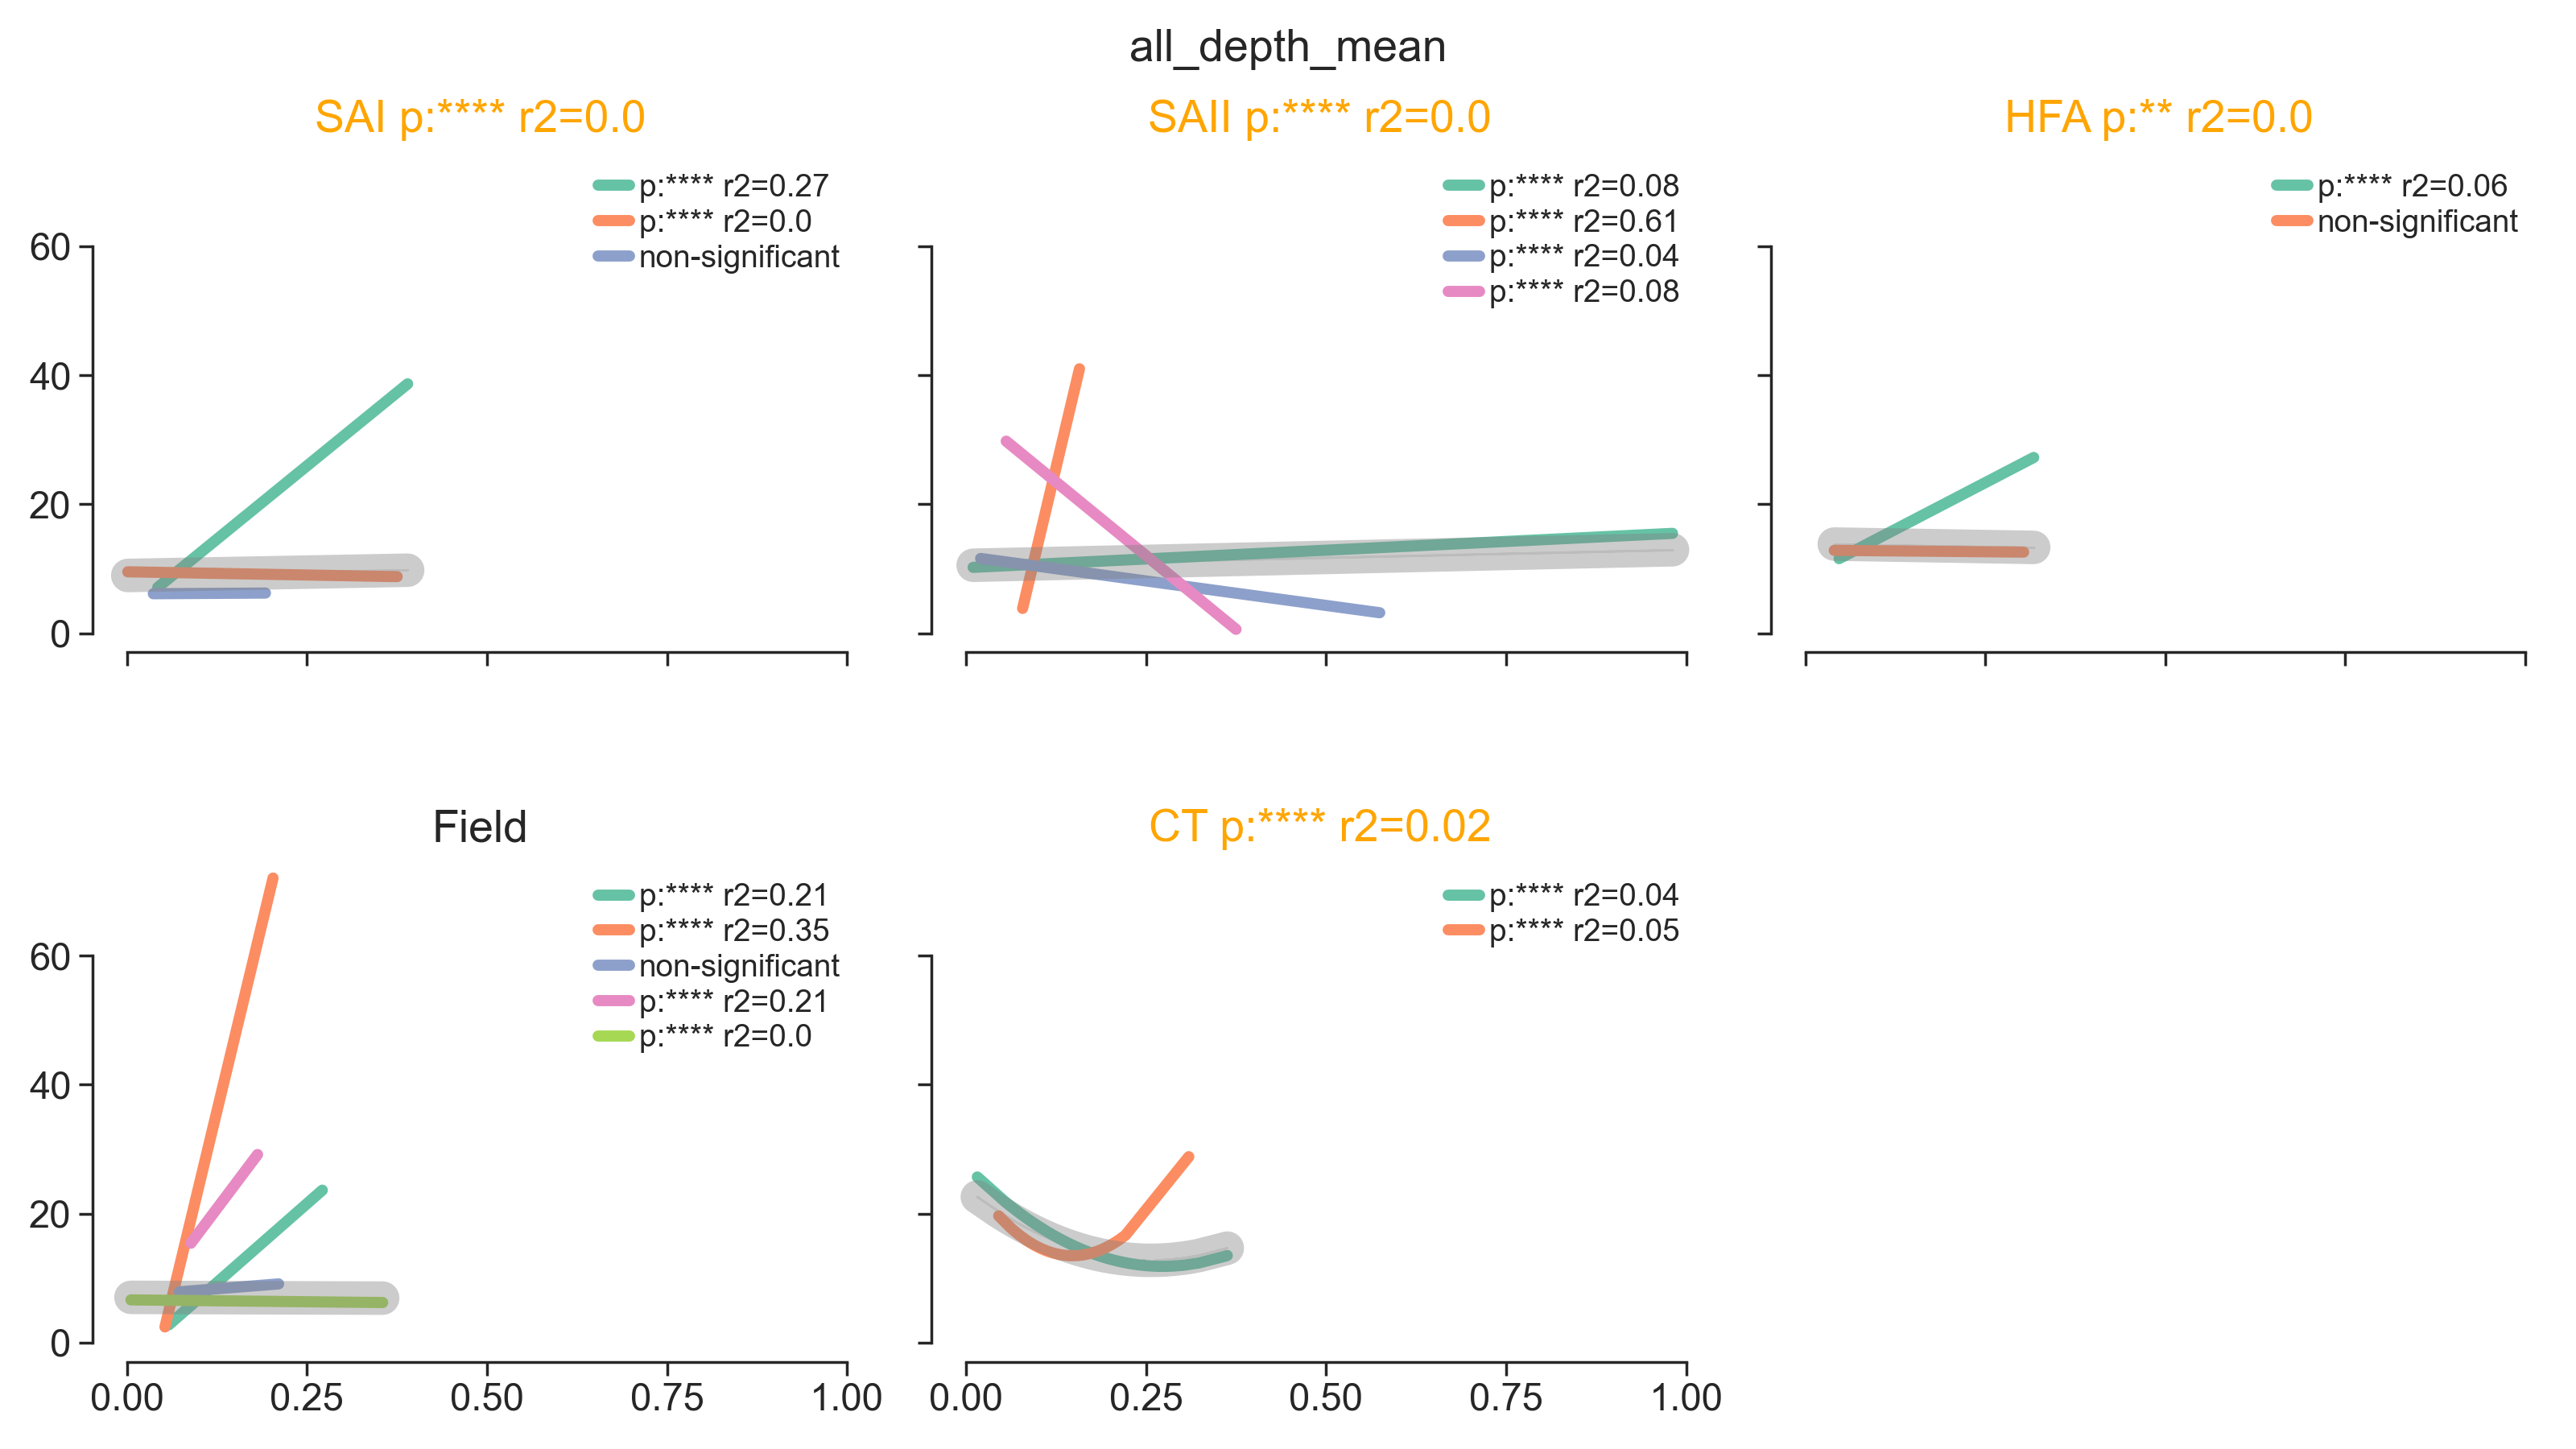 all_depth_mean
SAI p:**** r2=0.0
SAII p:**** r2=0.0
HFA p:** r2=0.0
p:**** r2=0.27
p:**** r2=0.0
non-significant
p:**** r2=0.08
p:**** r2=0.61
p:**** r2=0.04
p:**** r2=0.08
p:**** r2=0.06
non-significant
60
40
20
0
Field
CT p:**** r2=0.02
p:**** r2=0.21
p:**** r2=0.35
non-significant
p:**** r2=0.21
p:**** r2=0.0
p:**** r2=0.04
p:**** r2=0.05
60
40
20
0
0.00 0.25 0.50 0.75 1.00
0.00 0.25 0.50 0.75 1.00